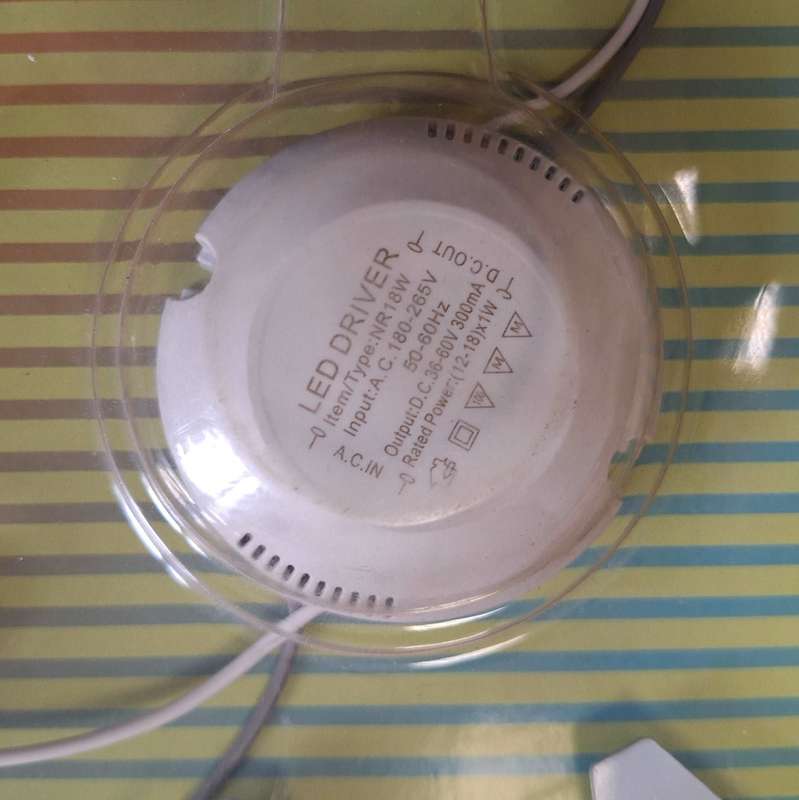 LED DRIVER
Item/Type:NR18W
Input:A.C.180-265V
50-60Hz
Output:D.C.36-60V 300mA
Rated Power:(12-18)x1W
A.C.IN
D.C.OUT
M
M